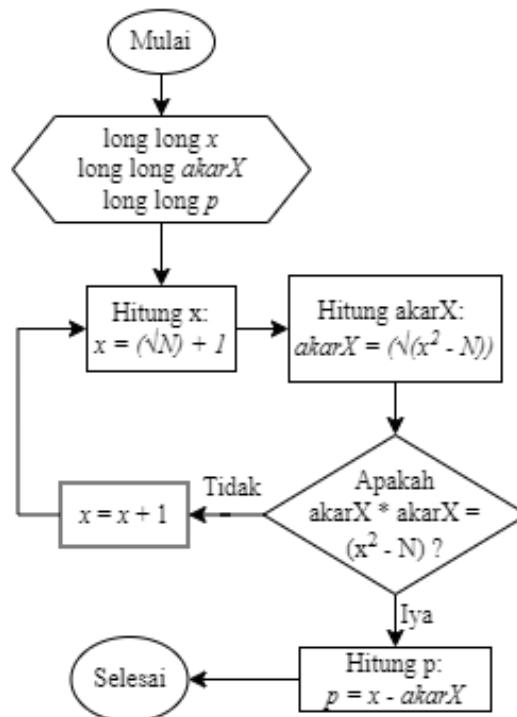 Mulai
long long x
long long akarX
long long p
Hitung x:
x = (√N) + 1
Hitung akarX:
akarX = (√(x² - N))
Apakah
akarX * akarX =
(x² - N) ?
Tidak
x = x + 1
Iya
Hitung p:
p = x - akarX
Selesai